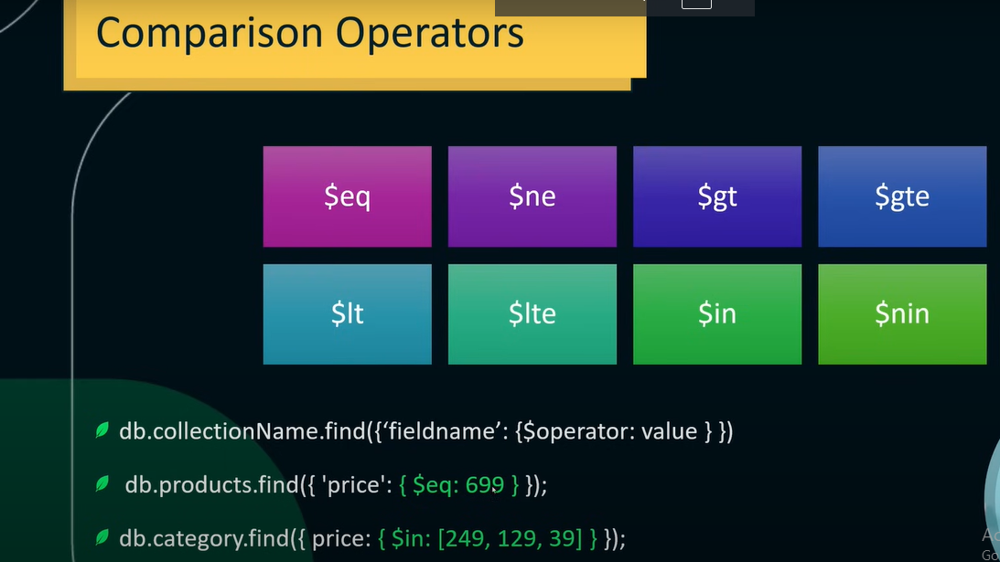 Comparison Operators
$eq $ne $gt $gte
$lt $lte $in $nin
db.collectionName.find({‘fieldname’: {$operator: value } })
db.products.find({ 'price': { $eq: 699 } });
db.category.find({ price: { $in: [249, 129, 39] } });